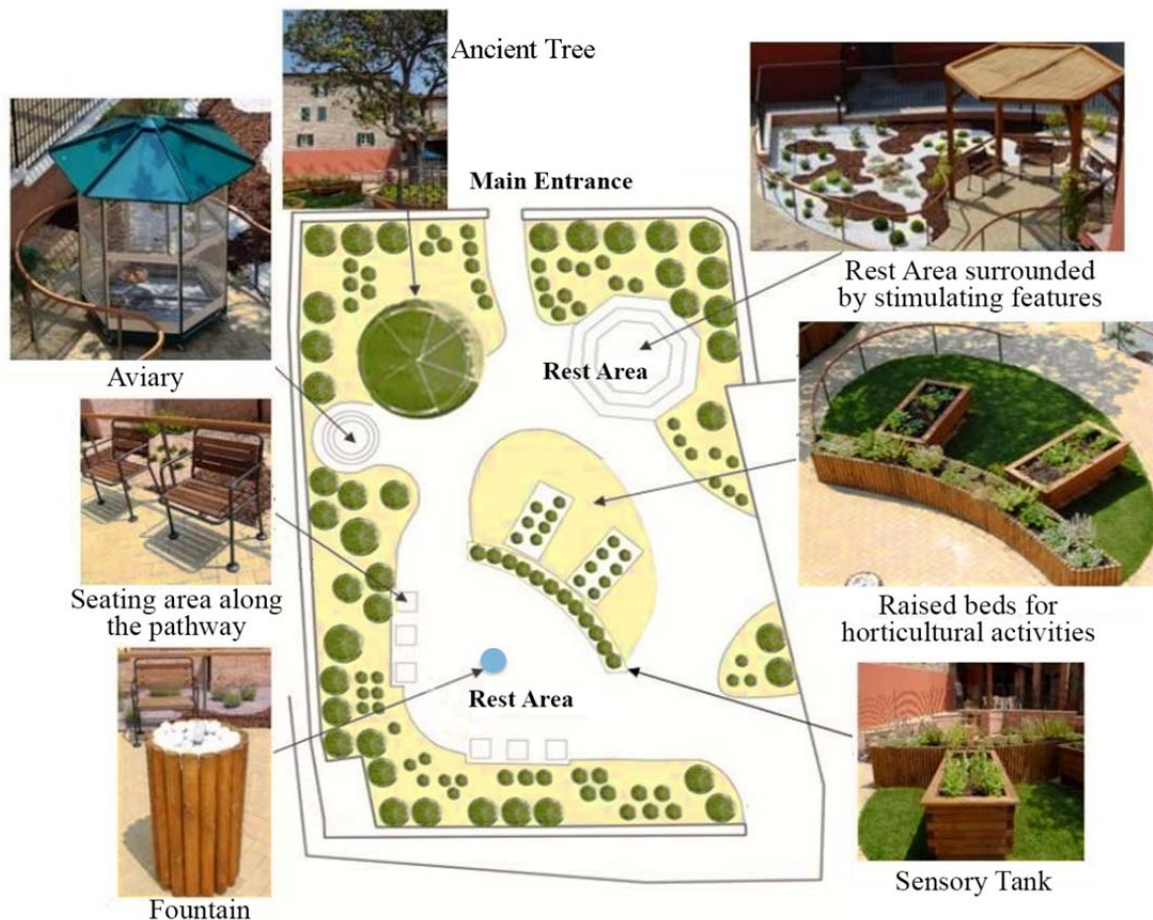 Ancient Tree
Main Entrance
Rest Area surrounded
by stimulating features
Rest Area
Aviary
Seating area along
the pathway
Raised beds for
horticultural activities
Rest Area
Fountain
Sensory Tank